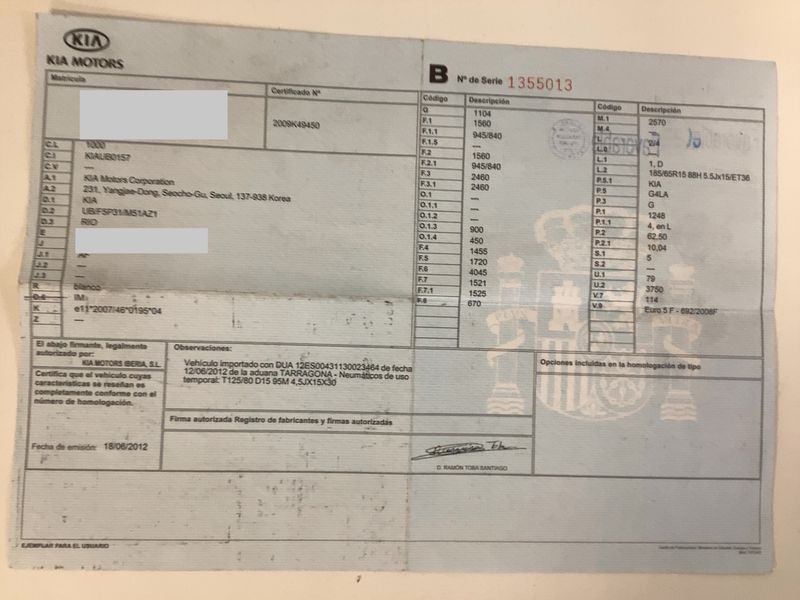 KIA
KIA MOTORS
B Nº de Serie 1355013
Matrícula
Certificado Nº
2009K49450
C.L 1000
C.I KIAUB0157
C.V ---
A.1 KIA Motors Corporation
A.2 231, Yangjae-Dong, Seocho-Gu, Seoul, 137-938 Korea
D.1 KIA
D.2 UB/F5P31/M51AZ1
D.3 RIO
E
J
J.1 AF
J.2 ---
J.3 ---
R blanco
IM
K e11*2007/46*0195*04
Z ---
Código Descripción
G 1104
F.1 1560
F.1.1 945/840
F.1.5 ---
F.2 1560
F.2.1 945/840
F.3 2460
F.3.1 2460
O.1 ---
O.1.1 ---
O.1.2 ---
O.1.3 900
O.1.4 450
F.4 1455
F.5 1720
F.6 4045
F.7 1521
F.7.1 1525
F.8 670
Código Descripción
M.1 2570
M.4 ---
L 2/4
L.0
L.1 1, D
L.2 185/65R15 88H 5.5Jx15/ET36
P.5.1 KIA
P.5 G4LA
P.3 G
P.1 1248
P.1.1 4, en L
P.2 62,50
P.2.1 10,04
S.1 5
S.2 ---
U.1 79
U.2 3750
V.7 114
V.9 Euro 5 F - 692/2008F
Favorable
El abajo firmante, legalmente
autorizado por:
KIA MOTORS IBERIA, S.L.
Certifica que el vehículo cuyas
características se reseñan es
completamente conforme con el
número de homologación.
Fecha de emisión: 18/06/2012
Observaciones:
Vehículo importado con DUA 12ES00431130023464 de fecha
12/06/2012 de la aduana TARRAGONA - Neumáticos de uso
temporal: T125/80 D15 95M 4,5JX15X30
Firma autorizada Registro de fabricantes y firmas autorizadas
D. RAMÓN TOBA SANTIAGO
Opciones incluidas en la homologación de tipo
EJEMPLAR PARA EL USUARIO